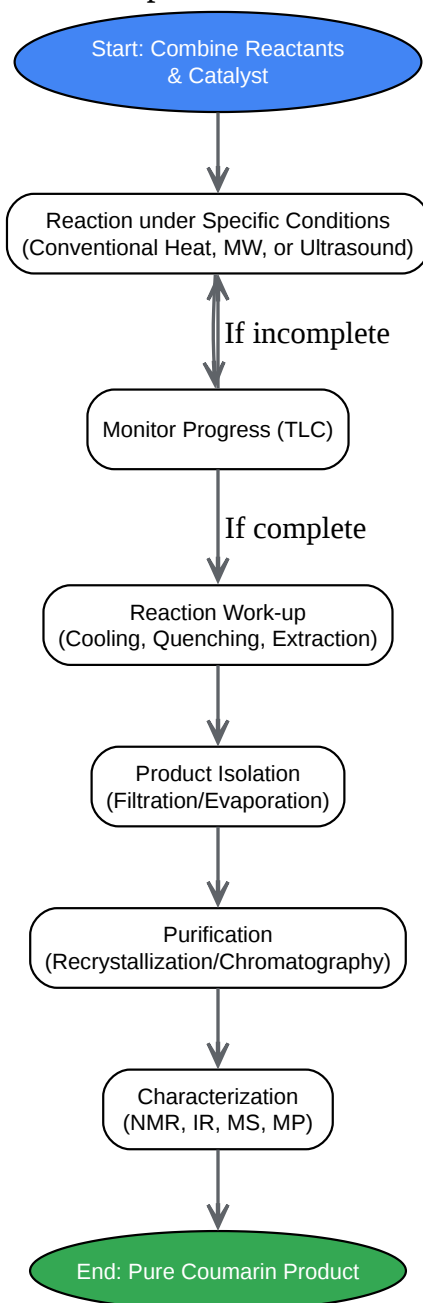 Start: Combine Reactants
& Catalyst
Reaction under Specific Conditions
(Conventional Heat, MW, or Ultrasound)
If incomplete
Monitor Progress (TLC)
If complete
Reaction Work-up
(Cooling, Quenching, Extraction)
Product Isolation
(Filtration/Evaporation)
Purification
(Recrystallization/Chromatography)
Characterization
(NMR, IR, MS, MP)
End: Pure Coumarin Product